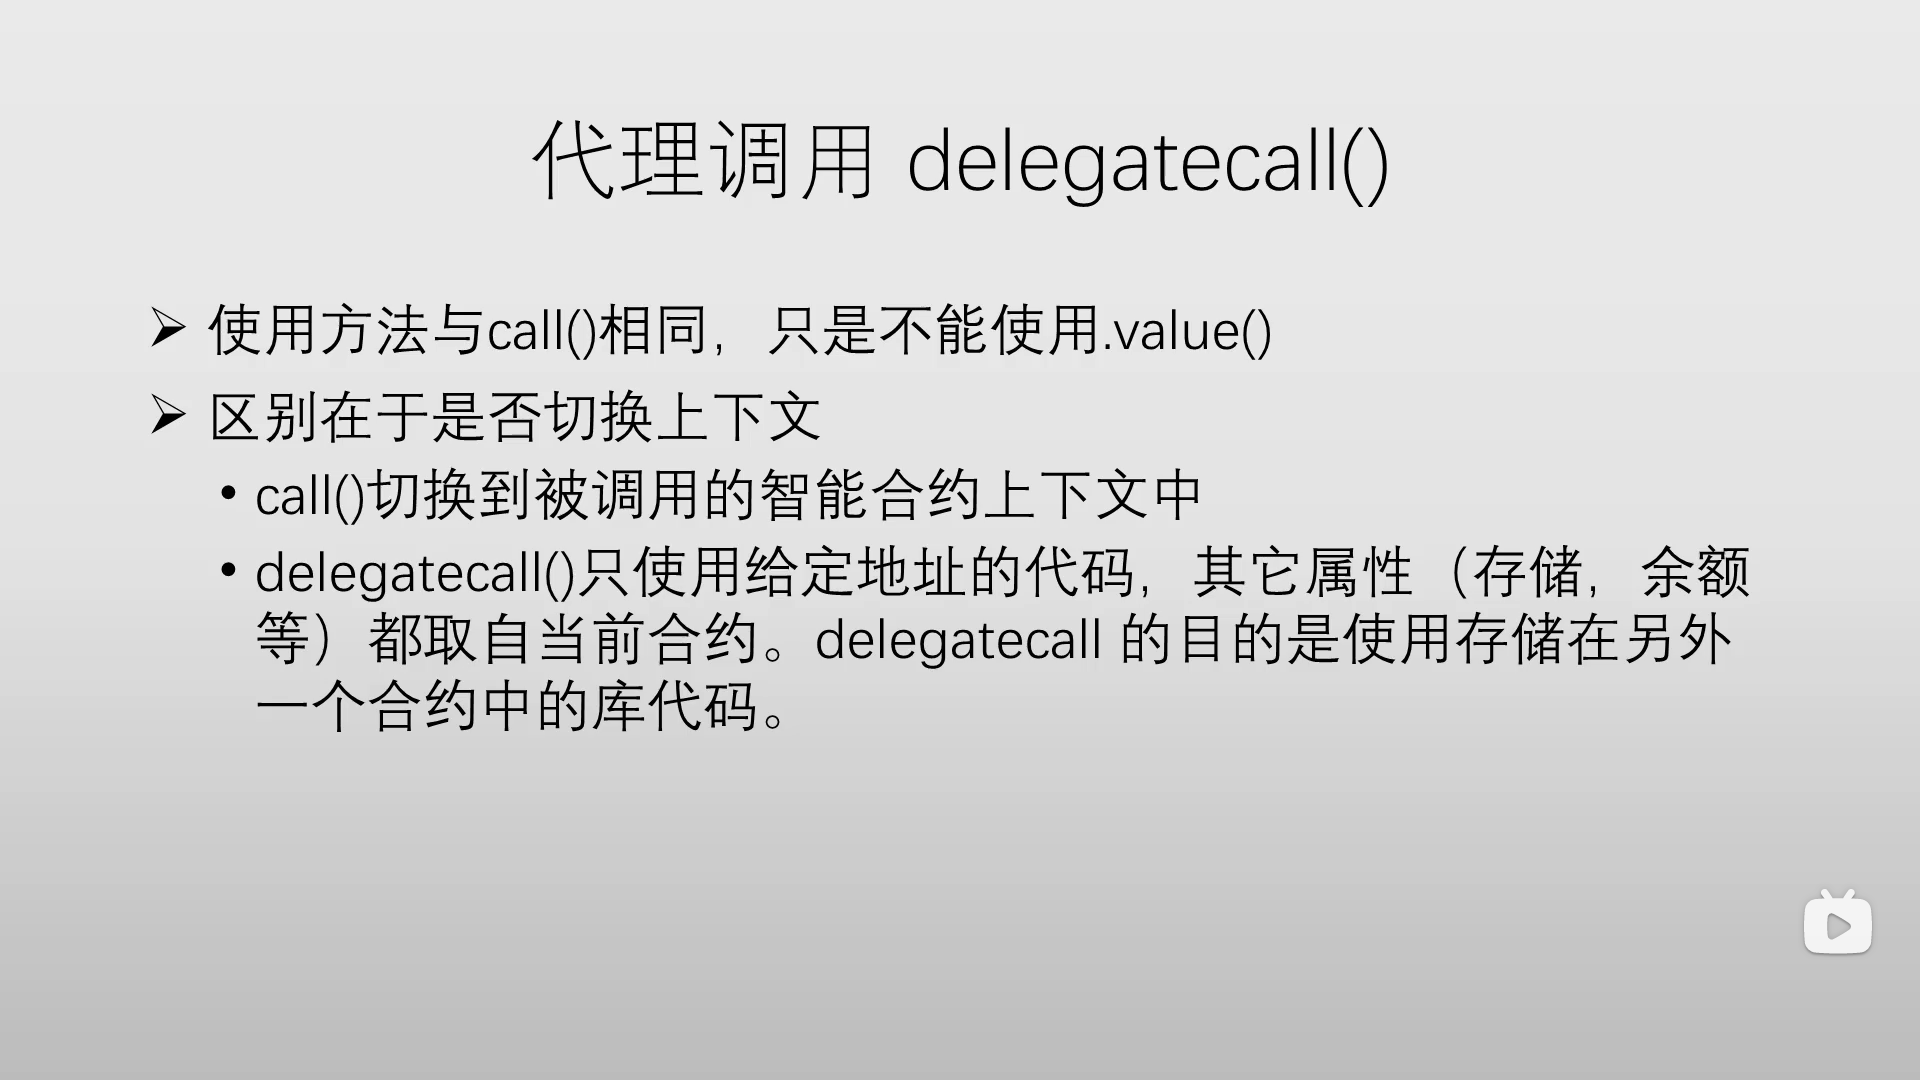 代理调用 delegatecall()
使用方法与call()相同，只是不能使用.value()
区别在于是否切换上下文
call()切换到被调用的智能合约上下文中
delegatecall()只使用给定地址的代码，其它属性（存储，余额
等）都取自当前合约。delegatecall 的目的是使用存储在另外
一个合约中的库代码。